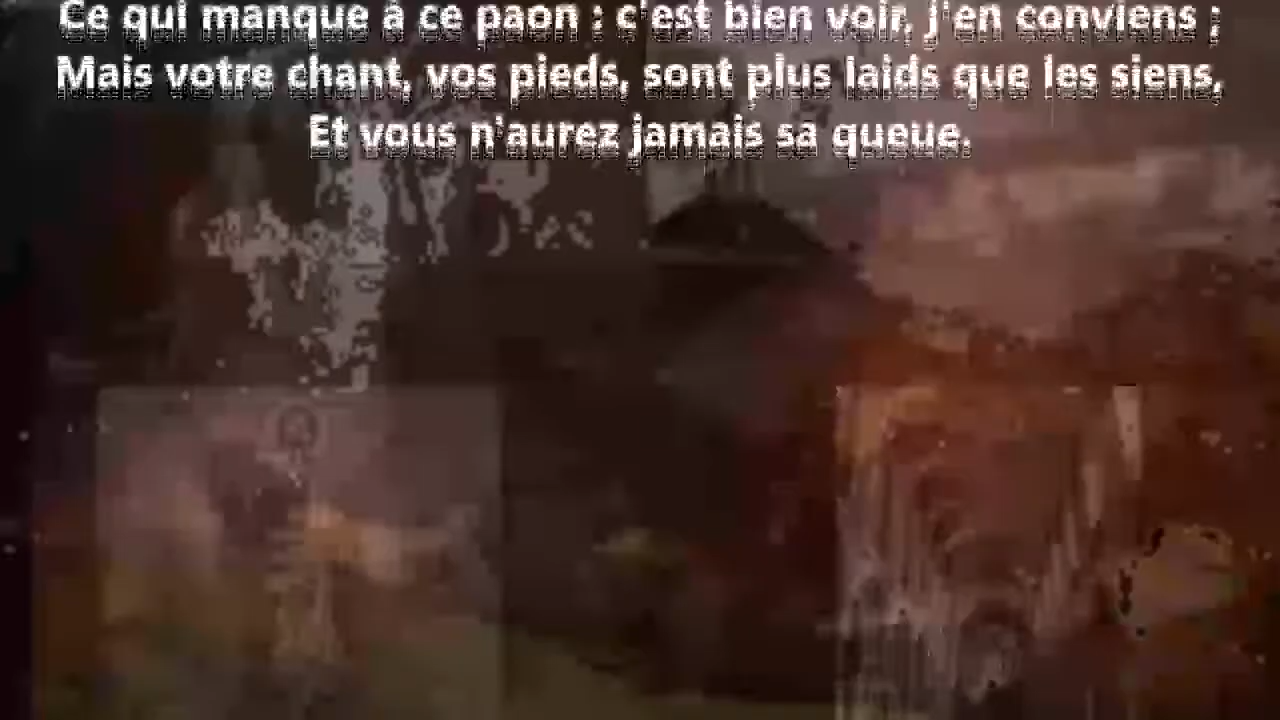 Ce qui manque à ce paon : c'est bien voir, j'en conviens ;
Mais votre chant, vos pieds, sont plus laids que les siens,
Et vous n'aurez jamais sa queue.